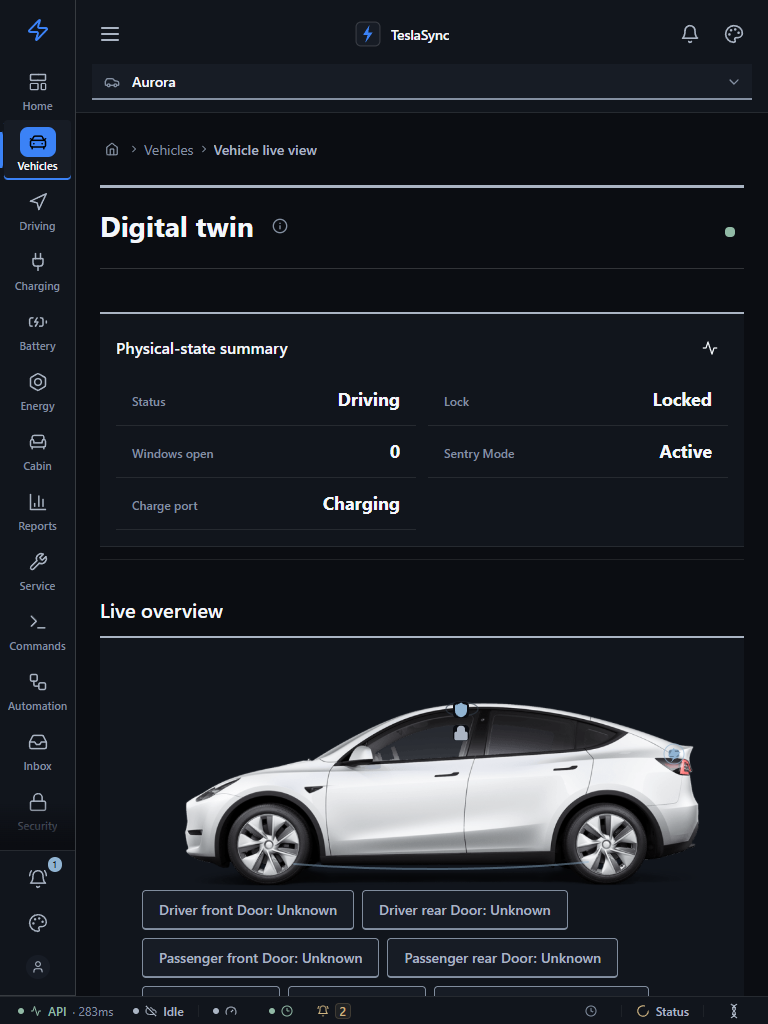 TeslaSync
Aurora
Home
Vehicles
Driving
Charging
Battery
Energy
Cabin
Reports
Service
Commands
Automation
Inbox
Security
1
Vehicles
Vehicle live view
Digital twin
Physical-state summary
Status Driving
Lock Locked
Windows open 0
Sentry Mode Active
Charge port Charging
Live overview
Driver front Door: Unknown
Driver rear Door: Unknown
Passenger front Door: Unknown
Passenger rear Door: Unknown
API · 283ms
Idle
2
Status